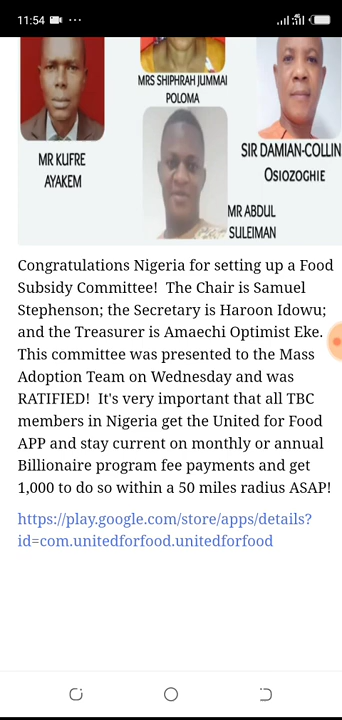 11:54
MRS SHIPHRAH JUMMAI
POLOMA
MR KUFRE
AYAKEM
SIR DAMIAN-COLLIN
OSIOZOGHIE
MR ABDUL
SULEIMAN
Congratulations Nigeria for setting up a Food
Subsidy Committee!  The Chair is Samuel
Stephenson; the Secretary is Haroon Idowu;
and the Treasurer is Amaechi Optimist Eke.
This committee was presented to the Mass
Adoption Team on Wednesday and was
RATIFIED!  It's very important that all TBC
members in Nigeria get the United for Food
APP and stay current on monthly or annual
Billionaire program fee payments and get
1,000 to do so within a 50 miles radius ASAP!
https://play.google.com/store/apps/details?
id=com.unitedforfood.unitedforfood